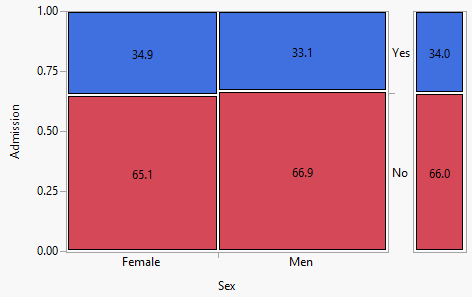 1.00
0.75
0.50
0.25
0.00
Admission
34.9
33.1
Yes
34.0
65.1
66.9
No
66.0
Female
Men
Sex